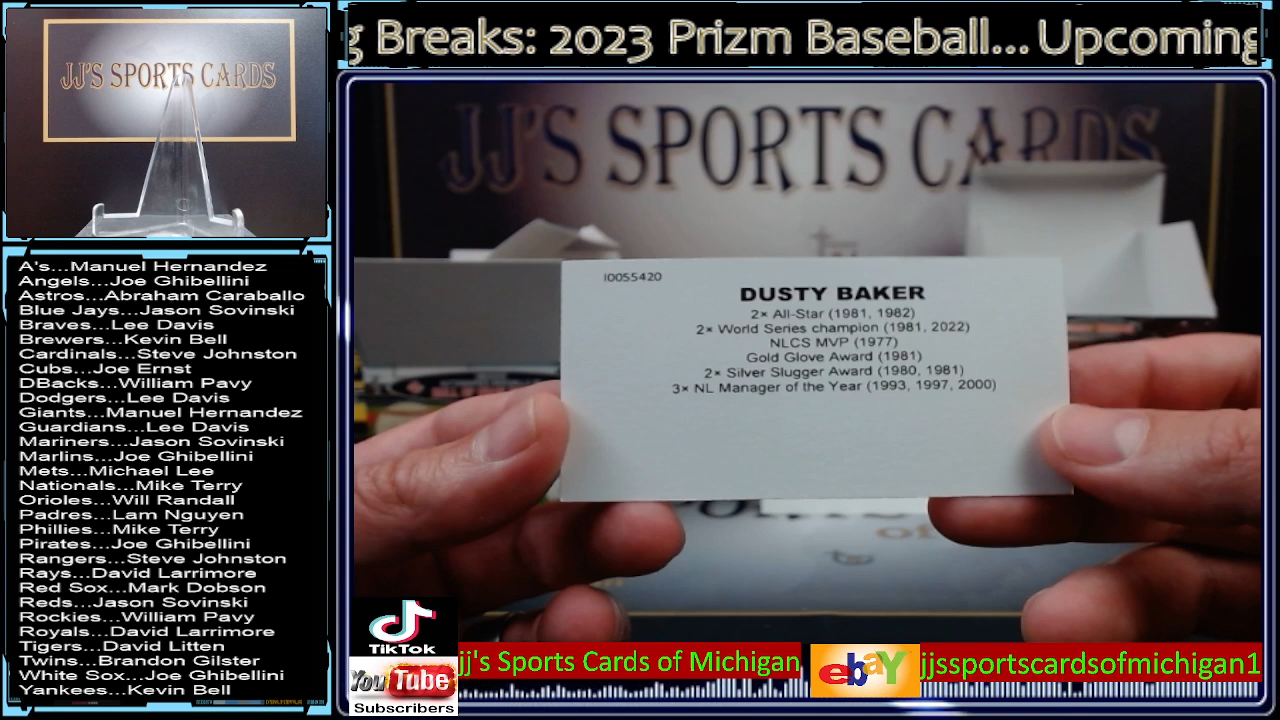 JJ'S SPORTS CARDS
g Breaks: 2023 Prizm Baseball... Upcoming
JJ'S SPORTS CARDS
I0055420
DUSTY BAKER
2× All-Star (1981, 1982)
2× World Series champion (1981, 2022)
NLCS MVP (1977)
Gold Glove Award (1981)
2× Silver Slugger Award (1980, 1981)
3× NL Manager of the Year (1993, 1997, 2000)
of
A's...Manuel Hernandez
Angels...Joe Ghibellini
Astros...Abraham Caraballo
Blue Jays...Jason Sovinski
Braves...Lee Davis
Brewers...Kevin Bell
Cardinals...Steve Johnston
Cubs...Joe Ernst
DBacks...William Pavy
Dodgers...Lee Davis
Giants...Manuel Hernandez
Guardians...Lee Davis
Mariners...Jason Sovinski
Marlins...Joe Ghibellini
Mets...Michael Lee
Nationals...Mike Terry
Orioles...Will Randall
Padres...Lam Nguyen
Phillies...Mike Terry
Pirates...Joe Ghibellini
Rangers...Steve Johnston
Rays...David Larrimore
Red Sox...Mark Dobson
Reds...Jason Sovinski
Rockies...William Pavy
Royals...David Larrimore
Tigers...David Litten
Twins...Brandon Gilster
White Sox...Joe Ghibellini
Yankees...Kevin Bell
TikTok
YouTube
Subscribers
jj's Sports Cards of Michigan
ebaY
jjssportscardsofmichigan1